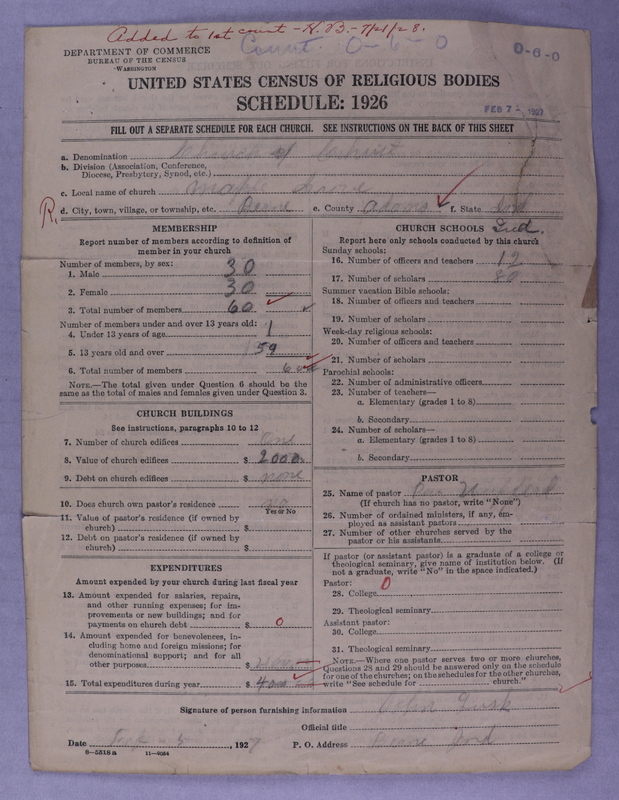 Added to 1st count - H.B. - 7/21/28.
Count 0-6-0
0-6-0
DEPARTMENT OF COMMERCE
BUREAU OF THE CENSUS
WASHINGTON
UNITED STATES CENSUS OF RELIGIOUS BODIES
SCHEDULE: 1926
FEB 7 - 1927
FILL OUT A SEPARATE SCHEDULE FOR EACH CHURCH. SEE INSTRUCTIONS ON THE BACK OF THIS SHEET
a. Denomination Church of Christ
b. Division (Association, Conference,
Diocese, Presbytery, Synod, etc.)
c. Local name of church Maple Grove
R. d. City, town, village, or township, etc. e. County Adams f. State Ind
Ind.
MEMBERSHIP
Report number of members according to definition of
member in your church
Number of members, by sex:
1. Male 30
2. Female 30
3. Total number of members 60
Number of members under and over 13 years old:
4. Under 13 years of age 1
5. 13 years old and over 59
6. Total number of members 60
NOTE.—The total given under Question 6 should be
same as the total of males and females given under Question 3.
CHURCH BUILDINGS
See instructions, paragraphs 10 to 12
7. Number of church edifices One
8. Value of church edifices $ 2000
9. Debt on church edifices $ none
10. Does church own pastor's residence no
Yes or No
11. Value of pastor's residence (if owned by
church) $
12. Debt on pastor's residence (if owned by
church) $
EXPENDITURES
Amount expended by your church during last fiscal year
13. Amount expended for salaries, repairs,
and other running expenses; for im-
provements or new buildings; and for
payments on church debt $ 0
14. Amount expended for benevolences, in-
cluding home and foreign missions; for
denominational support; and for all
other purposes $
15. Total expenditures during year $ 400
CHURCH SCHOOLS
Report here only schools conducted by this church
Sunday schools:
16. Number of officers and teachers 12
17. Number of scholars 80
Summer vacation Bible schools:
18. Number of officers and teachers
19. Number of scholars
Week-day religious schools:
20. Number of officers and teachers
21. Number of scholars
Parochial schools:
22. Number of administrative officers
23. Number of teachers—
a. Elementary (grades 1 to 8)
b. Secondary
24. Number of scholars—
a. Elementary (grades 1 to 8)
b. Secondary
PASTOR
25. Name of pastor
(If church has no pastor, write "None")
26. Number of ordained ministers, if any, em-
ployed as assistant pastors
27. Number of other churches served by the
pastor or his assistants
If pastor (or assistant pastor) is a graduate of a college or
theological seminary, give name of institution below. (If
not a graduate, write "No" in the space indicated.)
Pastor: 0
28. College
29. Theological seminary
Assistant pastor:
30. College
31. Theological seminary
NOTE.—Where one pastor serves two or more churches,
Questions 28 and 29 should be answered only on the schedule
for one of the churches; on the schedules for the other churches,
write "See schedule for church."
Signature of person furnishing information Lusk
Official title
Date , 1927 P. O. Address Ind
8—5518 a 11—9054